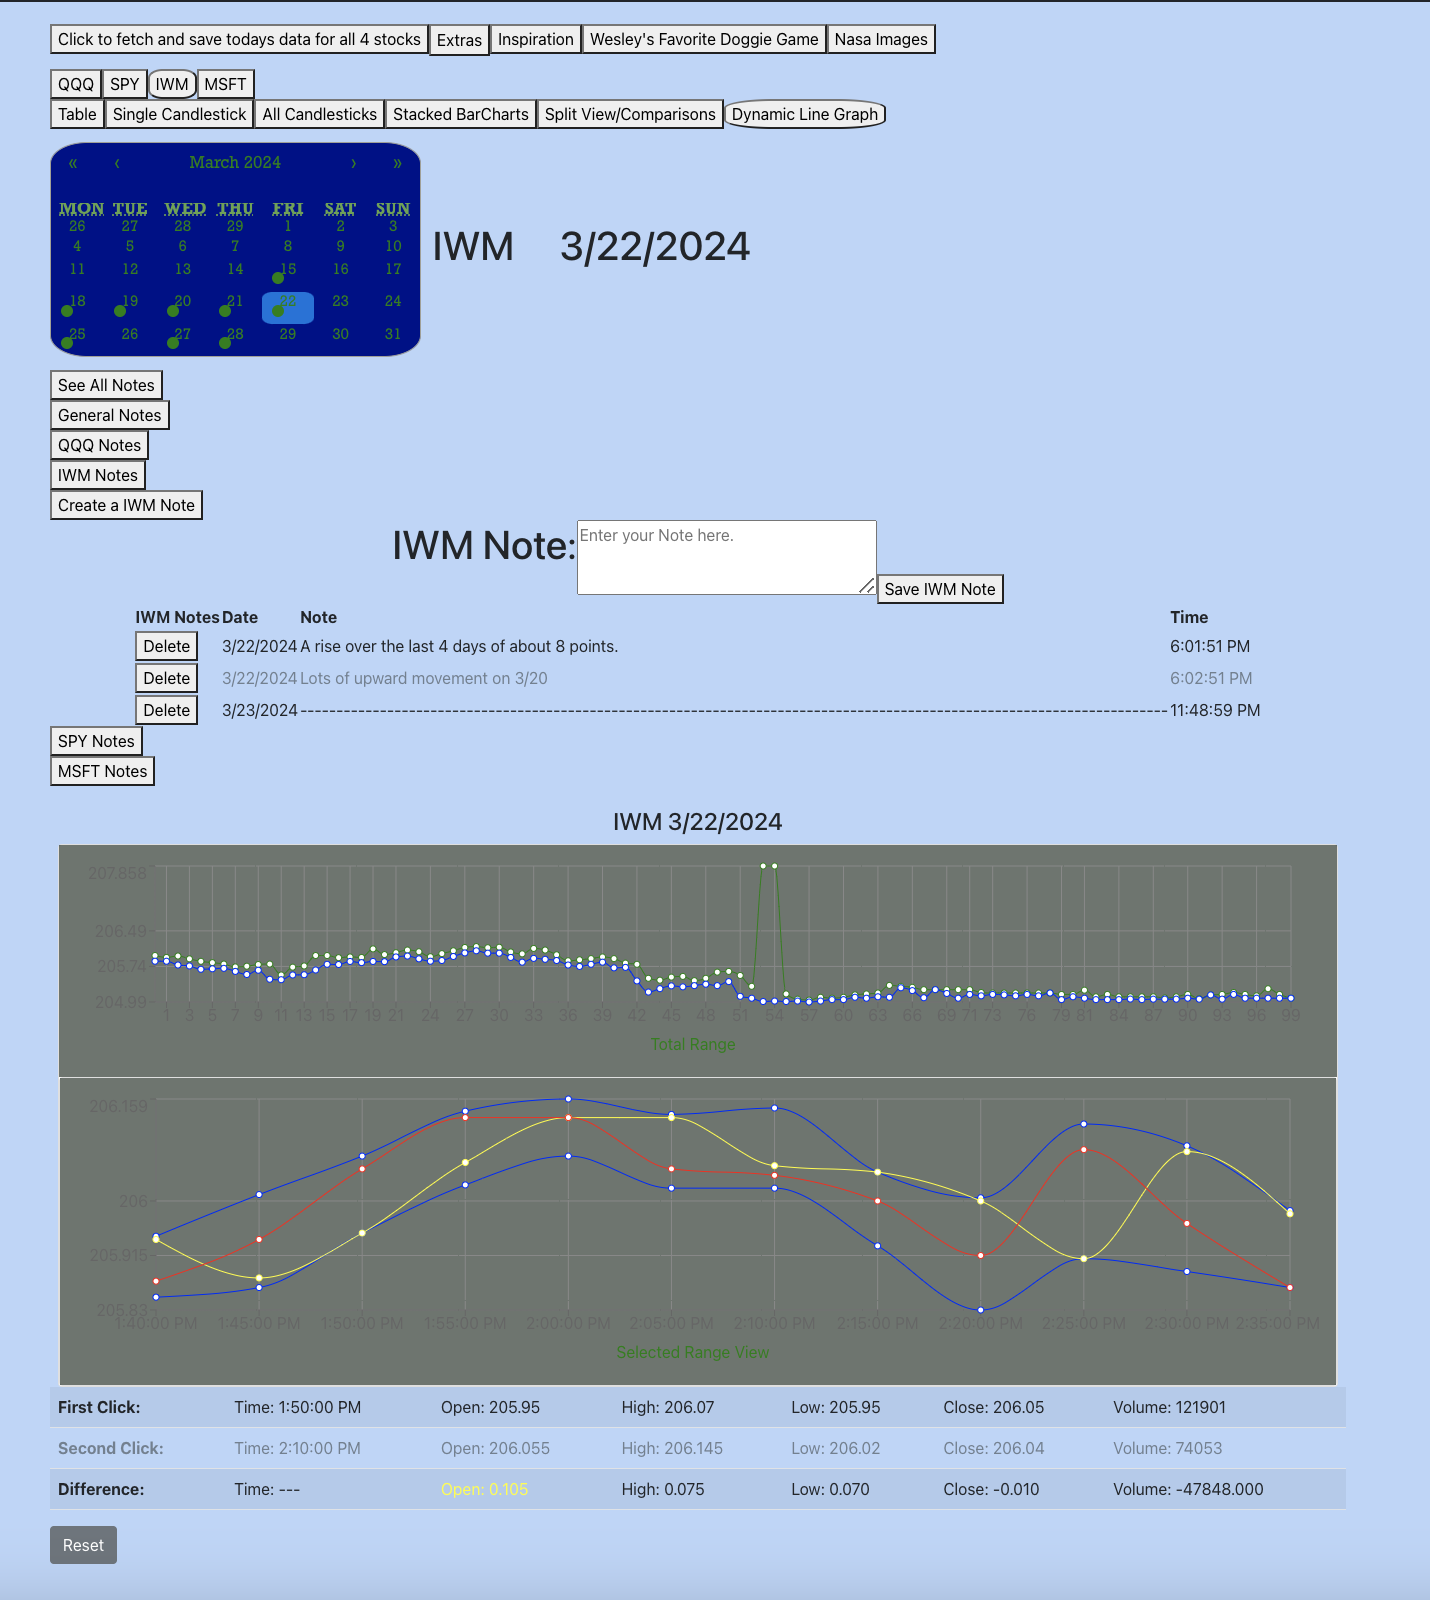 Click to fetch and save todays data for all 4 stocks Extras Inspiration Wesley's Favorite Doggie Game Nasa Images
QQQ SPY IWM MSFT
Table Single Candlestick All Candlesticks Stacked BarCharts Split View/Comparisons Dynamic Line Graph
« ‹ March 2024 › »
MON TUE WED THU FRI SAT SUN
26 27 28 29 1 2 3
4 5 6 7 8 9 10
11 12 13 14 15 16 17
18 19 20 21 22 23 24
25 26 27 28 29 30 31
IWM 3/22/2024
See All Notes
General Notes
QQQ Notes
IWM Notes
Create a IWM Note
IWM Note: Enter your Note here. Save IWM Note
IWM Notes Date Note Time
Delete 3/22/2024 A rise over the last 4 days of about 8 points. 6:01:51 PM
Delete 3/22/2024 Lots of upward movement on 3/20 6:02:51 PM
Delete 3/23/2024 ------------------------------------------------------------------------------------------------------------------------ 11:48:59 PM
SPY Notes
MSFT Notes
IWM 3/22/2024
207.858
206.49
205.74
204.99
1 3 5 7 9 11 13 15 17 19 21 24 27 30 33 36 39 42 45 48 51 54 57 60 63 66 69 71 73 76 79 81 84 87 90 93 96 99
Total Range
206.159
206
205.915
205.83
1:40:00 PM 1:45:00 PM 1:50:00 PM 1:55:00 PM 2:00:00 PM 2:05:00 PM 2:10:00 PM 2:15:00 PM 2:20:00 PM 2:25:00 PM 2:30:00 PM 2:35:00 PM
Selected Range View
First Click: Time: 1:50:00 PM Open: 205.95 High: 206.07 Low: 205.95 Close: 206.05 Volume: 121901
Second Click: Time: 2:10:00 PM Open: 206.055 High: 206.145 Low: 206.02 Close: 206.04 Volume: 74053
Difference: Time: --- Open: 0.105 High: 0.075 Low: 0.070 Close: -0.010 Volume: -47848.000
Reset